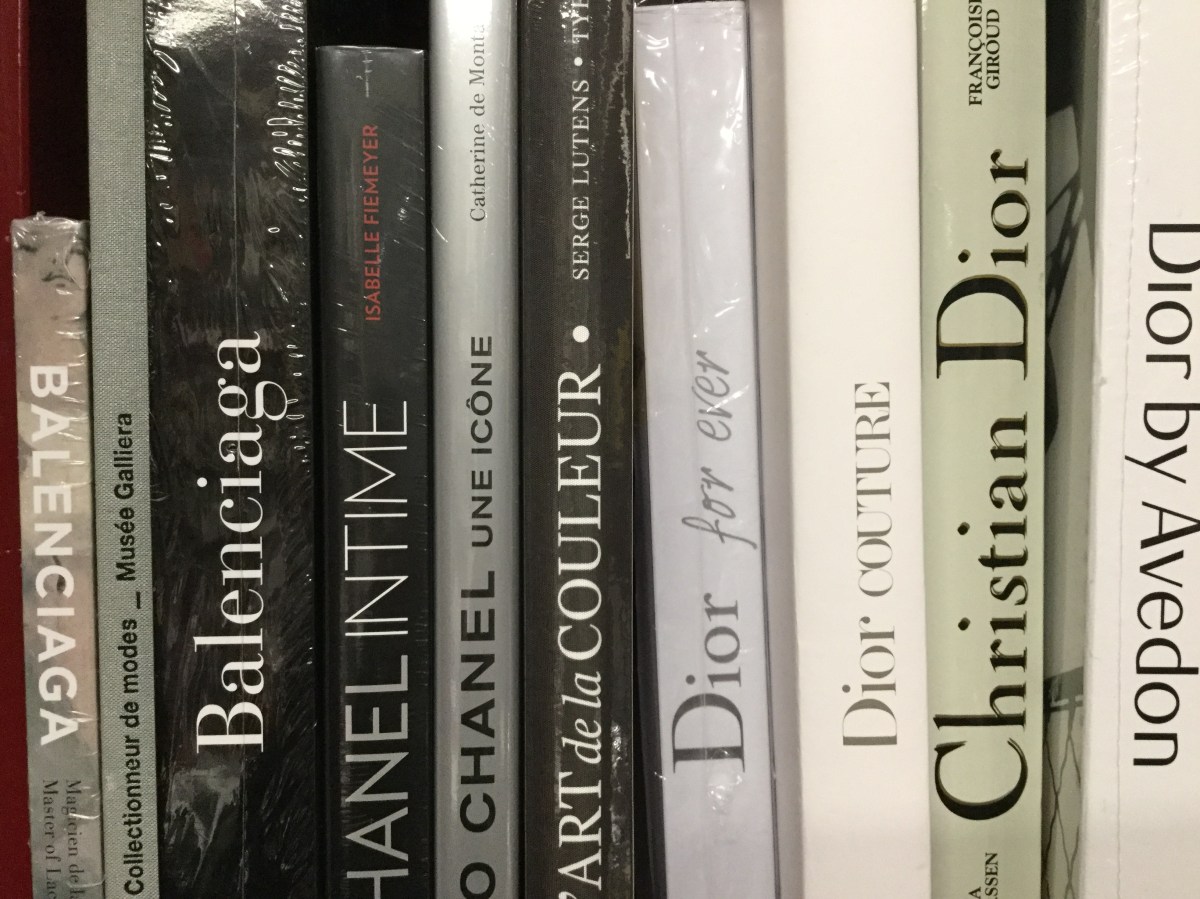 BALENCIAGA
Magicien de la
Master of Lac
Collectionneur de modes _ Musée Galliera
Balenciaga
HANEL INTIME
ISABELLE FIEMEYER
O CHANEL UNE ICÔNE
Catherine de Monta
'ART de la COULEUR • SERGE LUTENS •
Dior for ever
Dior COUTURE
FRANÇOISE
GIROUD
Christian Dior
SSEN
Dior by Avedon